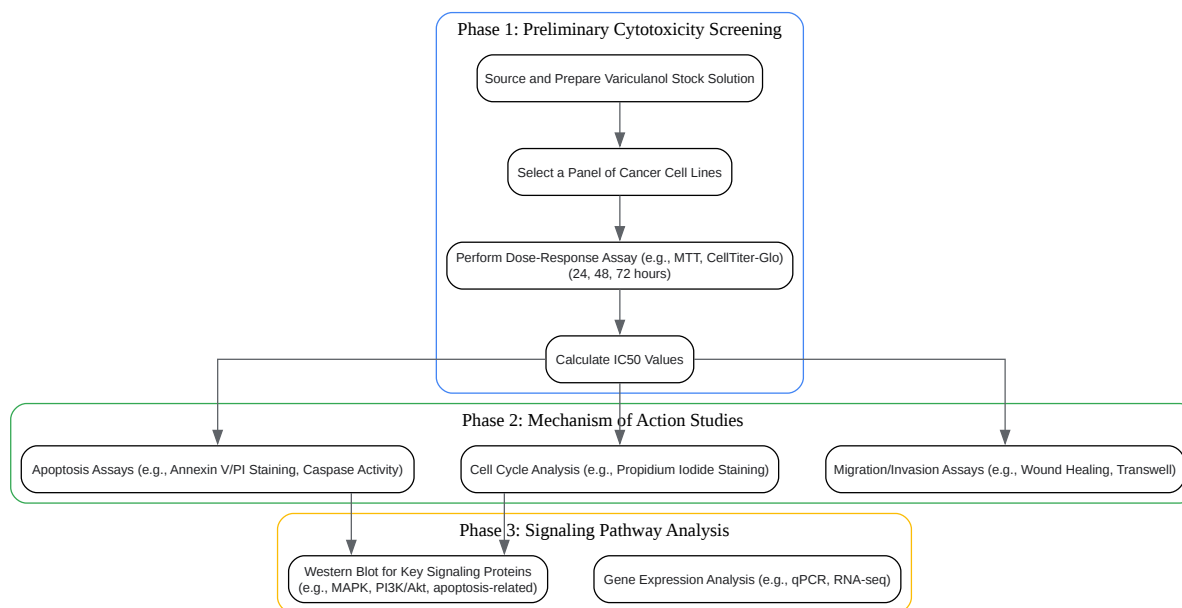 Phase 1: Preliminary Cytotoxicity Screening
Source and Prepare Variculanol Stock Solution
Select a Panel of Cancer Cell Lines
Perform Dose-Response Assay (e.g., MTT, CellTiter-Glo)
(24, 48, 72 hours)
Calculate IC50 Values
Phase 2: Mechanism of Action Studies
Apoptosis Assays (e.g., Annexin V/PI Staining, Caspase Activity)
Cell Cycle Analysis (e.g., Propidium Iodide Staining)
Migration/Invasion Assays (e.g., Wound Healing, Transwell)
Phase 3: Signaling Pathway Analysis
Western Blot for Key Signaling Proteins
(e.g., MAPK, PI3K/Akt, apoptosis-related)
Gene Expression Analysis (e.g., qPCR, RNA-seq)